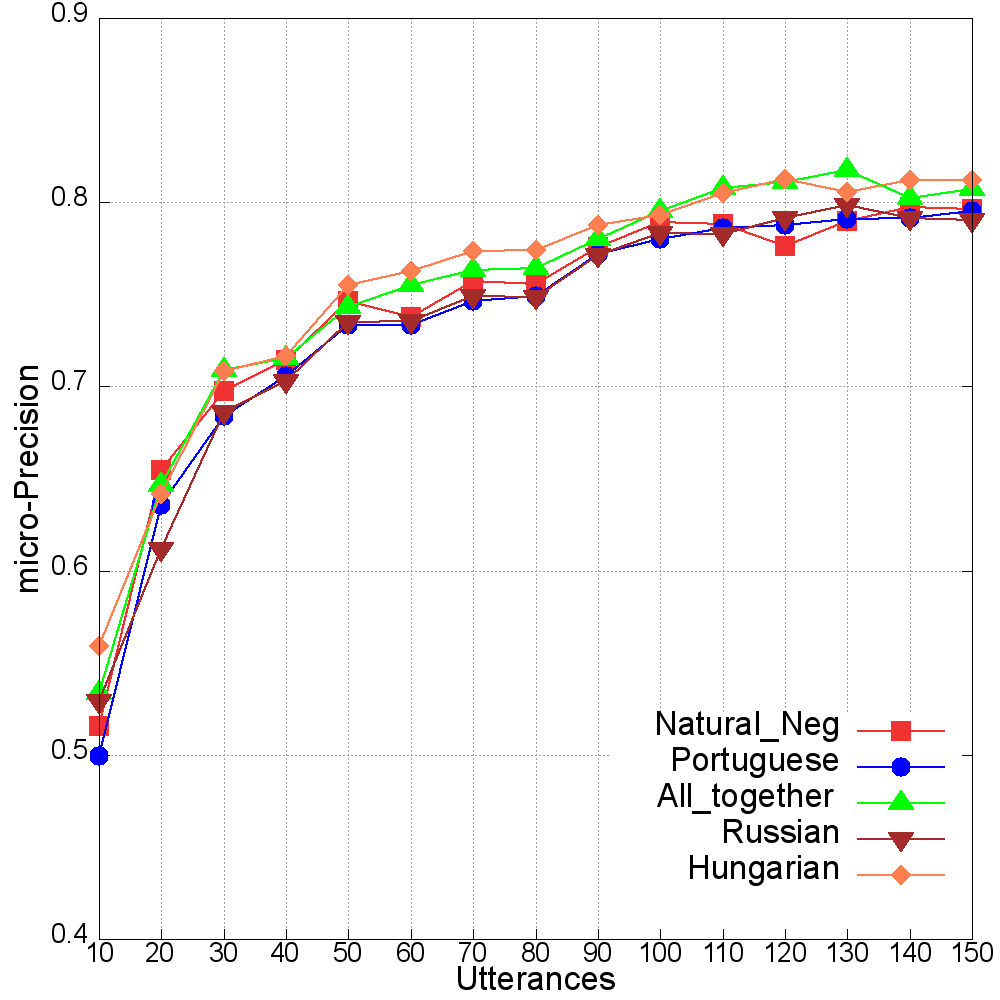 0.9
0.8
0.7
0.6
0.5
0.4
micro-Precision
Natural_Neg
Portuguese
All_together
Russian
Hungarian
10 20 30 40 50 60 70 80 90 100 110 120 130 140 150
Utterances